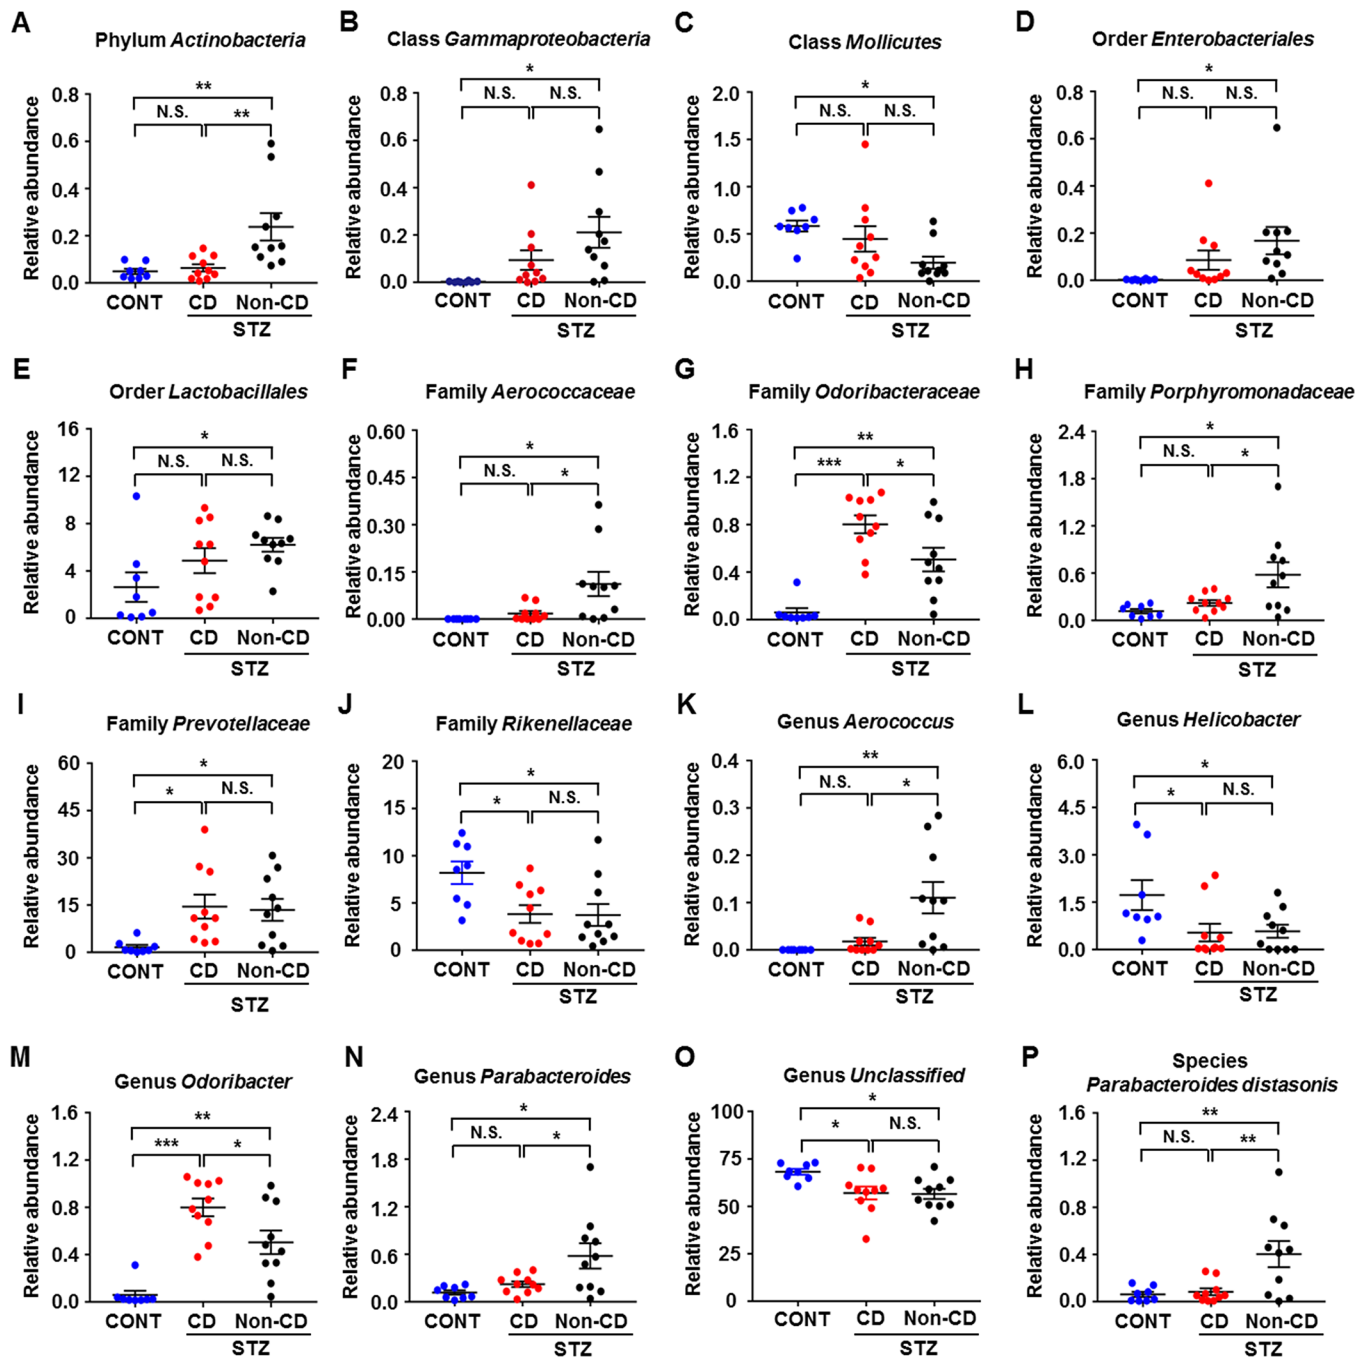 A
Phylum Actinobacteria
Relative abundance
0.8
0.6
0.4
0.2
0.0
**
N.S.
**
CONT
CD
Non-CD
STZ
B
Class Gammaproteobacteria
Relative abundance
0.8
0.6
0.4
0.2
0.0
*
N.S.
N.S.
CONT
CD
Non-CD
STZ
C
Class Mollicutes
Relative abundance
2.0
1.5
1.0
0.5
0.0
*
N.S.
N.S.
CONT
CD
Non-CD
STZ
D
Order Enterobacteriales
Relative abundance
0.8
0.6
0.4
0.2
0.0
*
N.S.
N.S.
CONT
CD
Non-CD
STZ
E
Order Lactobacillales
Relative abundance
16
12
8
4
0
*
N.S.
N.S.
CONT
CD
Non-CD
STZ
F
Family Aerococcaceae
Relative abundance
0.60
0.45
0.30
0.15
0.00
*
N.S.
*
CONT
CD
Non-CD
STZ
G
Family Odoribacteraceae
Relative abundance
1.6
1.2
0.8
0.4
0.0
**
***
*
CONT
CD
Non-CD
STZ
H
Family Porphyromonadaceae
Relative abundance
2.4
1.8
1.2
0.6
0.0
*
N.S.
*
CONT
CD
Non-CD
STZ
I
Family Prevotellaceae
Relative abundance
60
45
30
15
0
*
*
N.S.
CONT
CD
Non-CD
STZ
J
Family Rikenellaceae
Relative abundance
20
15
10
5
0
*
*
N.S.
CONT
CD
Non-CD
STZ
K
Genus Aerococcus
Relative abundance
0.4
0.3
0.2
0.1
0.0
**
N.S.
*
CONT
CD
Non-CD
STZ
L
Genus Helicobacter
Relative abundance
6.0
4.5
3.0
1.5
0.0
*
*
N.S.
CONT
CD
Non-CD
STZ
M
Genus Odoribacter
Relative abundance
1.6
1.2
0.8
0.4
0.0
**
***
*
CONT
CD
Non-CD
STZ
N
Genus Parabacteroides
Relative abundance
2.4
1.8
1.2
0.6
0.0
*
N.S.
*
CONT
CD
Non-CD
STZ
O
Genus Unclassified
Relative abundance
100
75
50
25
0
*
*
N.S.
CONT
CD
Non-CD
STZ
P
Species
Parabacteroides distasonis
Relative abundance
1.6
1.2
0.8
0.4
0.0
**
N.S.
**
CONT
CD
Non-CD
STZ